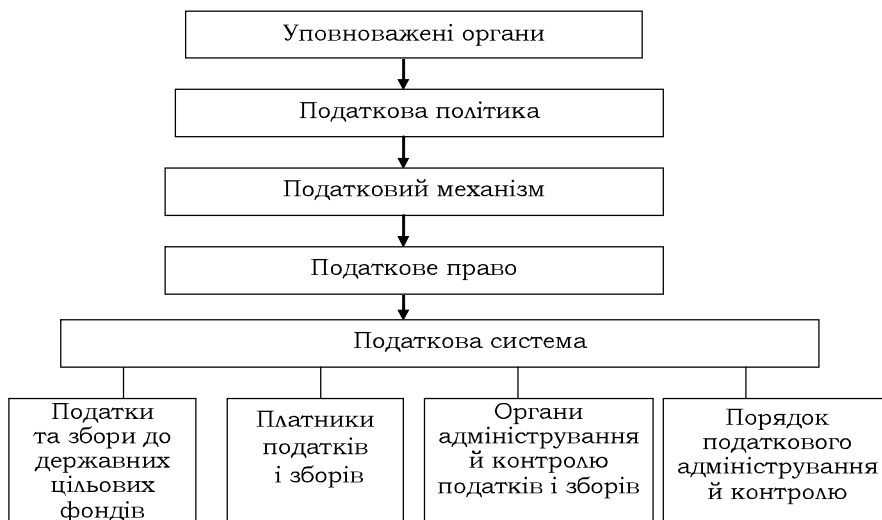 Уповноважені органи
Податкова політика
Податковий механізм
Податкове право
Податкова система
Податки
та збори до
державних
цільових
фондів
Платники
податків
і зборів
Органи
адміністрування
й контролю
податків і зборів
Порядок
податкового
адміністрування
й контролю